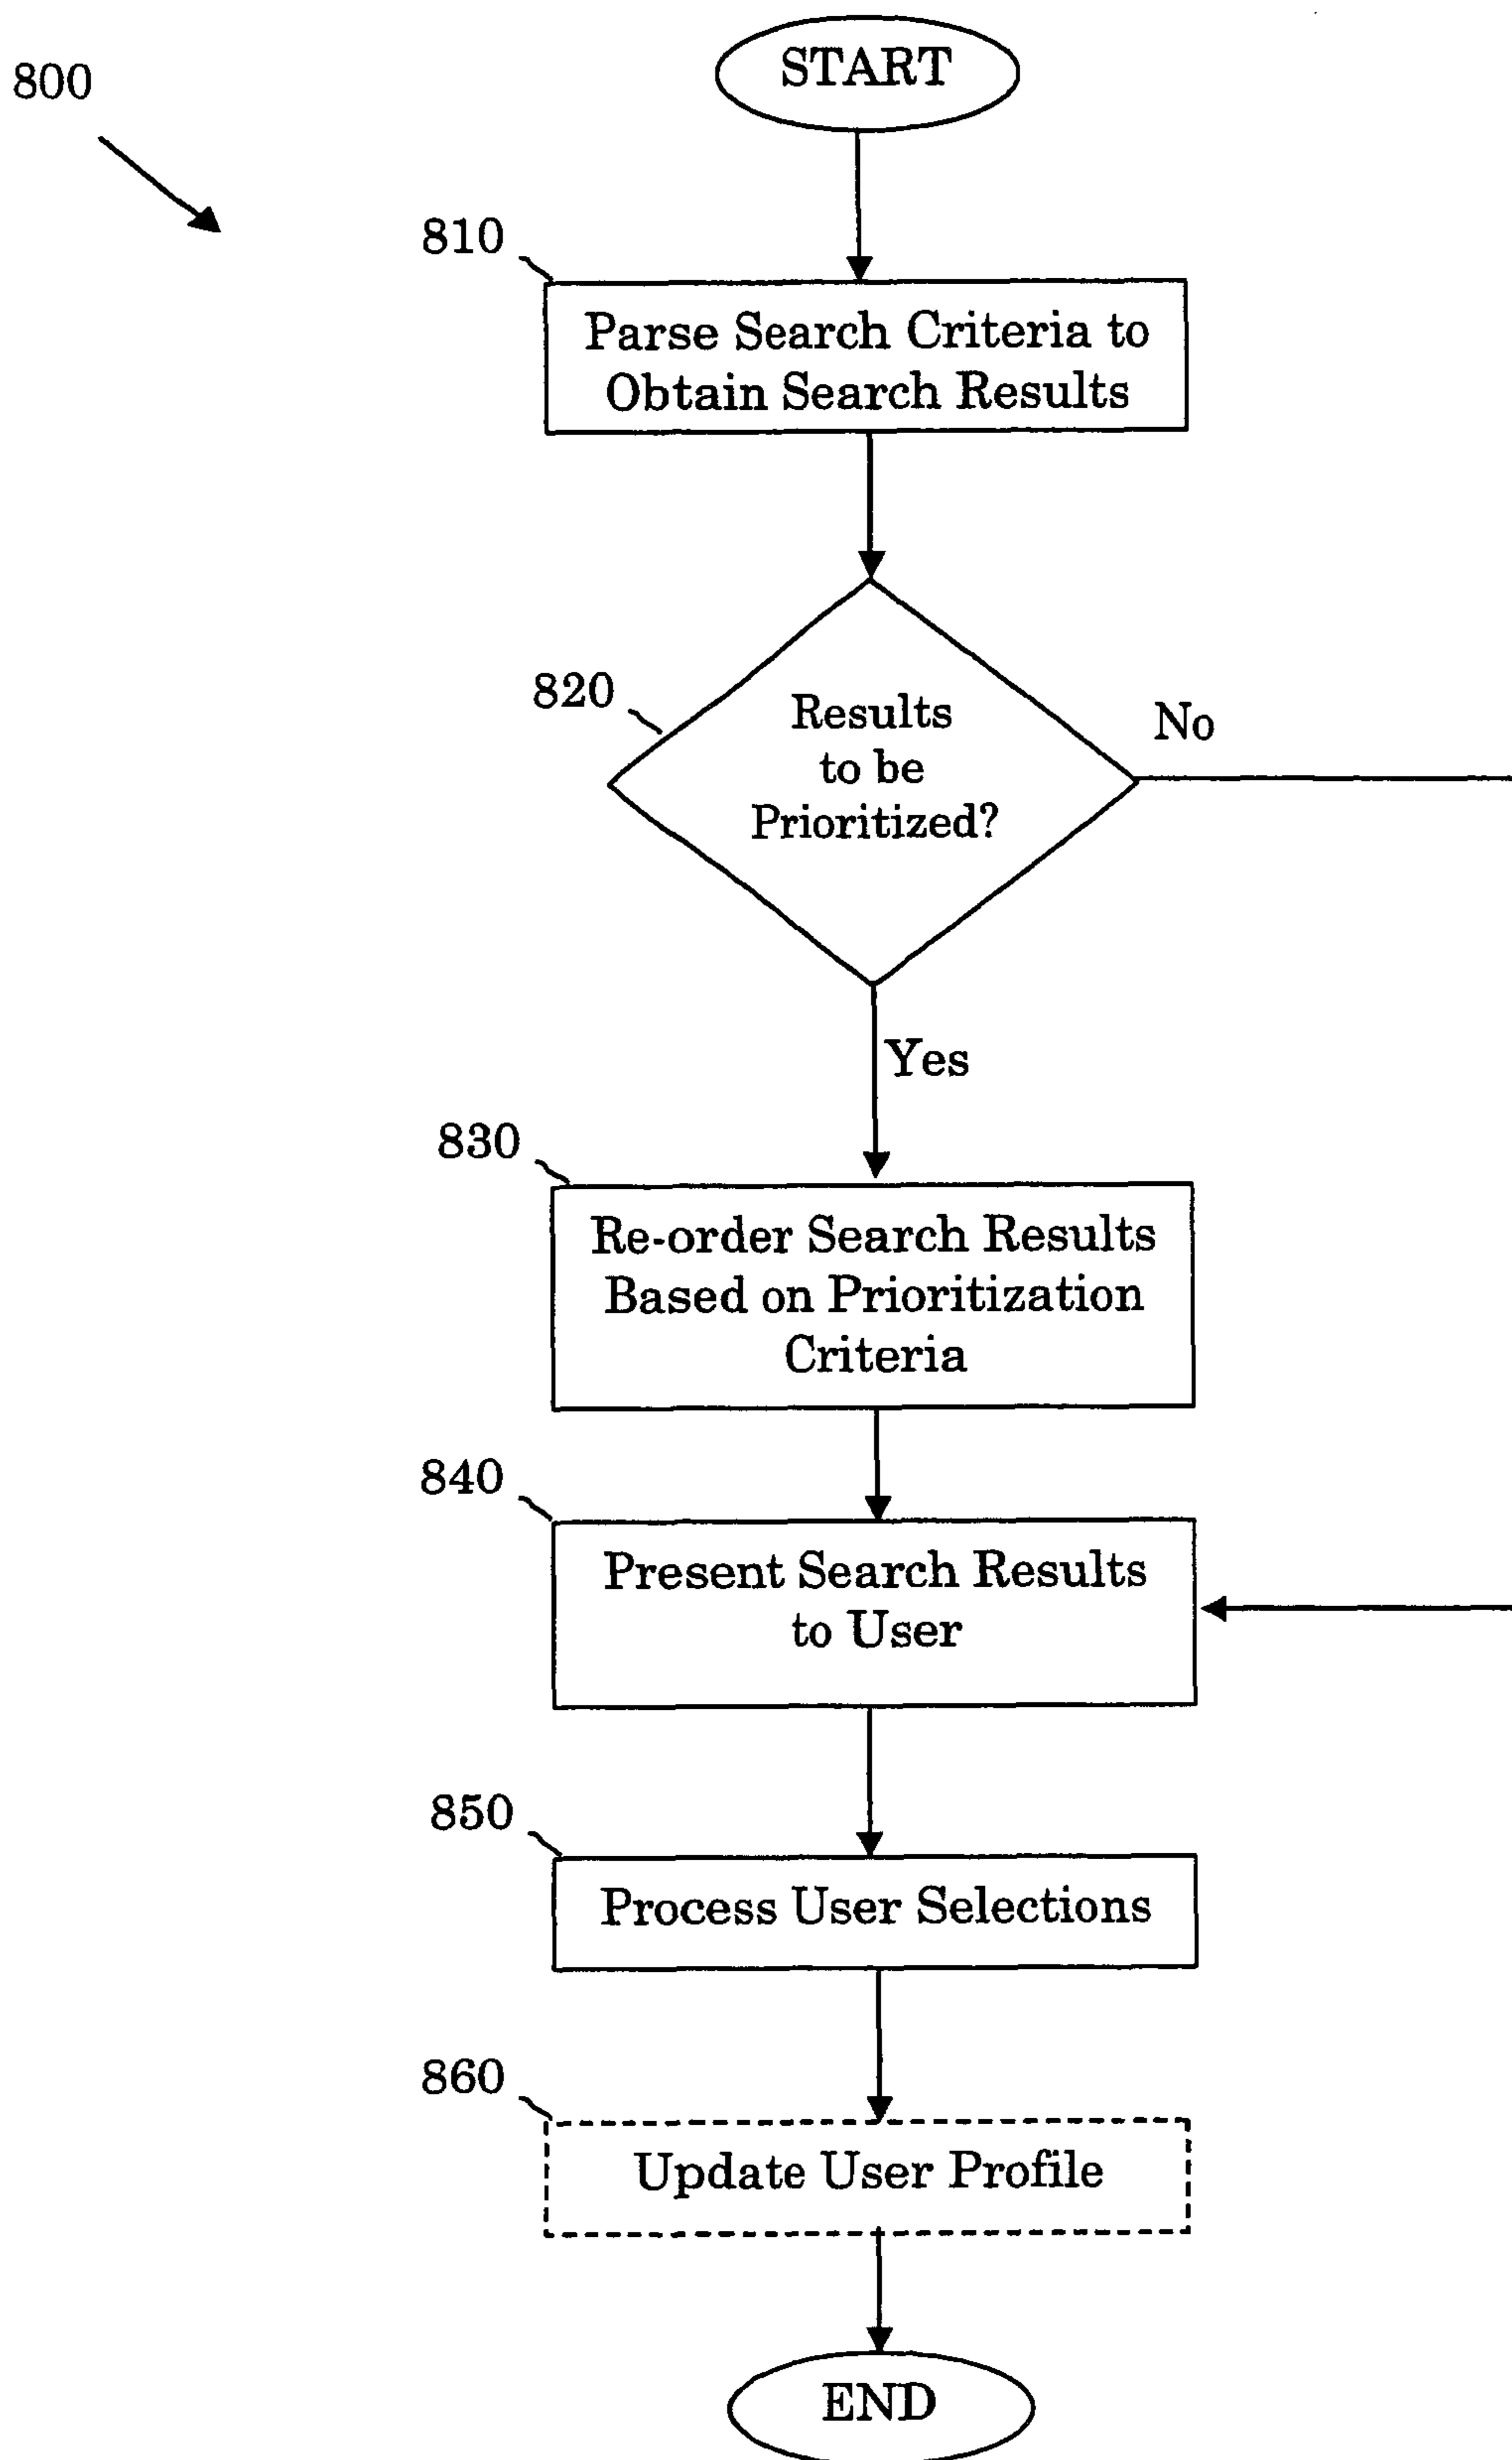 800
START
810
Parse Search Criteria to
Obtain Search Results
820
Results
to be
Prioritized?
No
Yes
830
Re-order Search Results
Based on Prioritization
Criteria
840
Present Search Results
to User
850
Process User Selections
860
Update User Profile
END